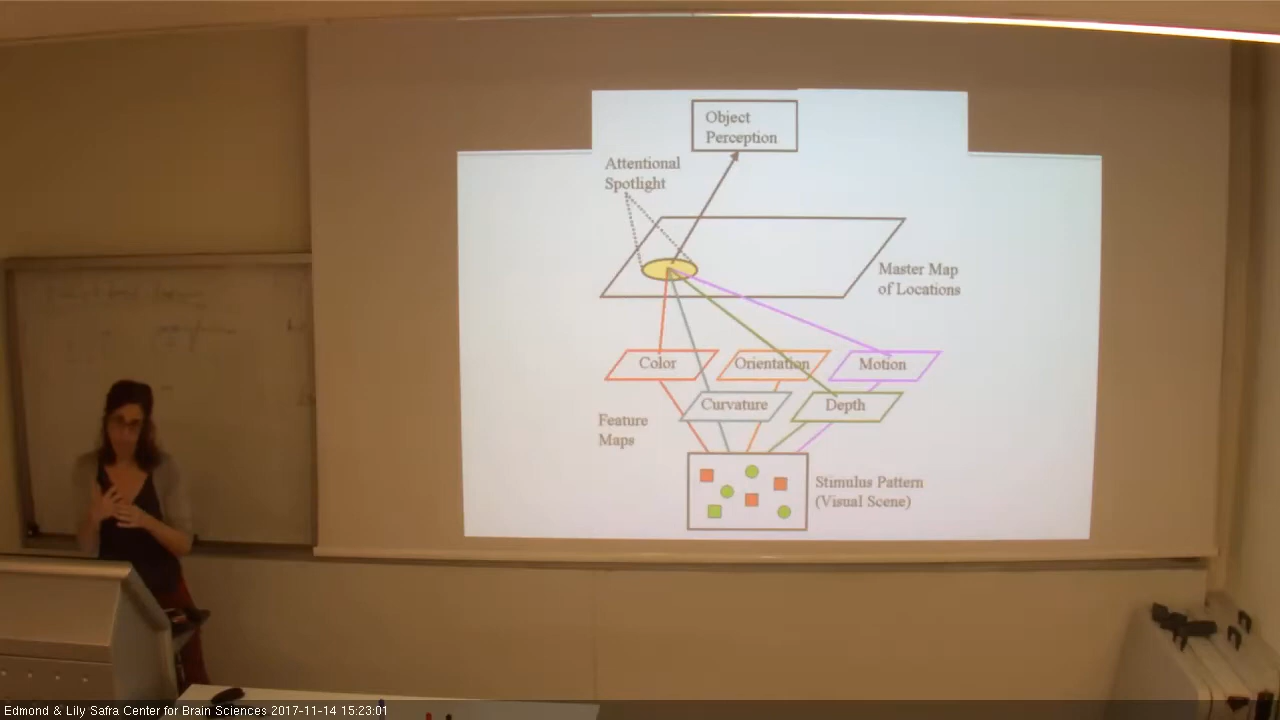 Object
Perception
Attentional
Spotlight
Master Map
of Locations
Color
Orientation
Motion
Curvature
Depth
Feature
Maps
Stimulus Pattern
(Visual Scene)
Edmond & Lily Safra Center for Brain Sciences 2017-11-14 15:23:01